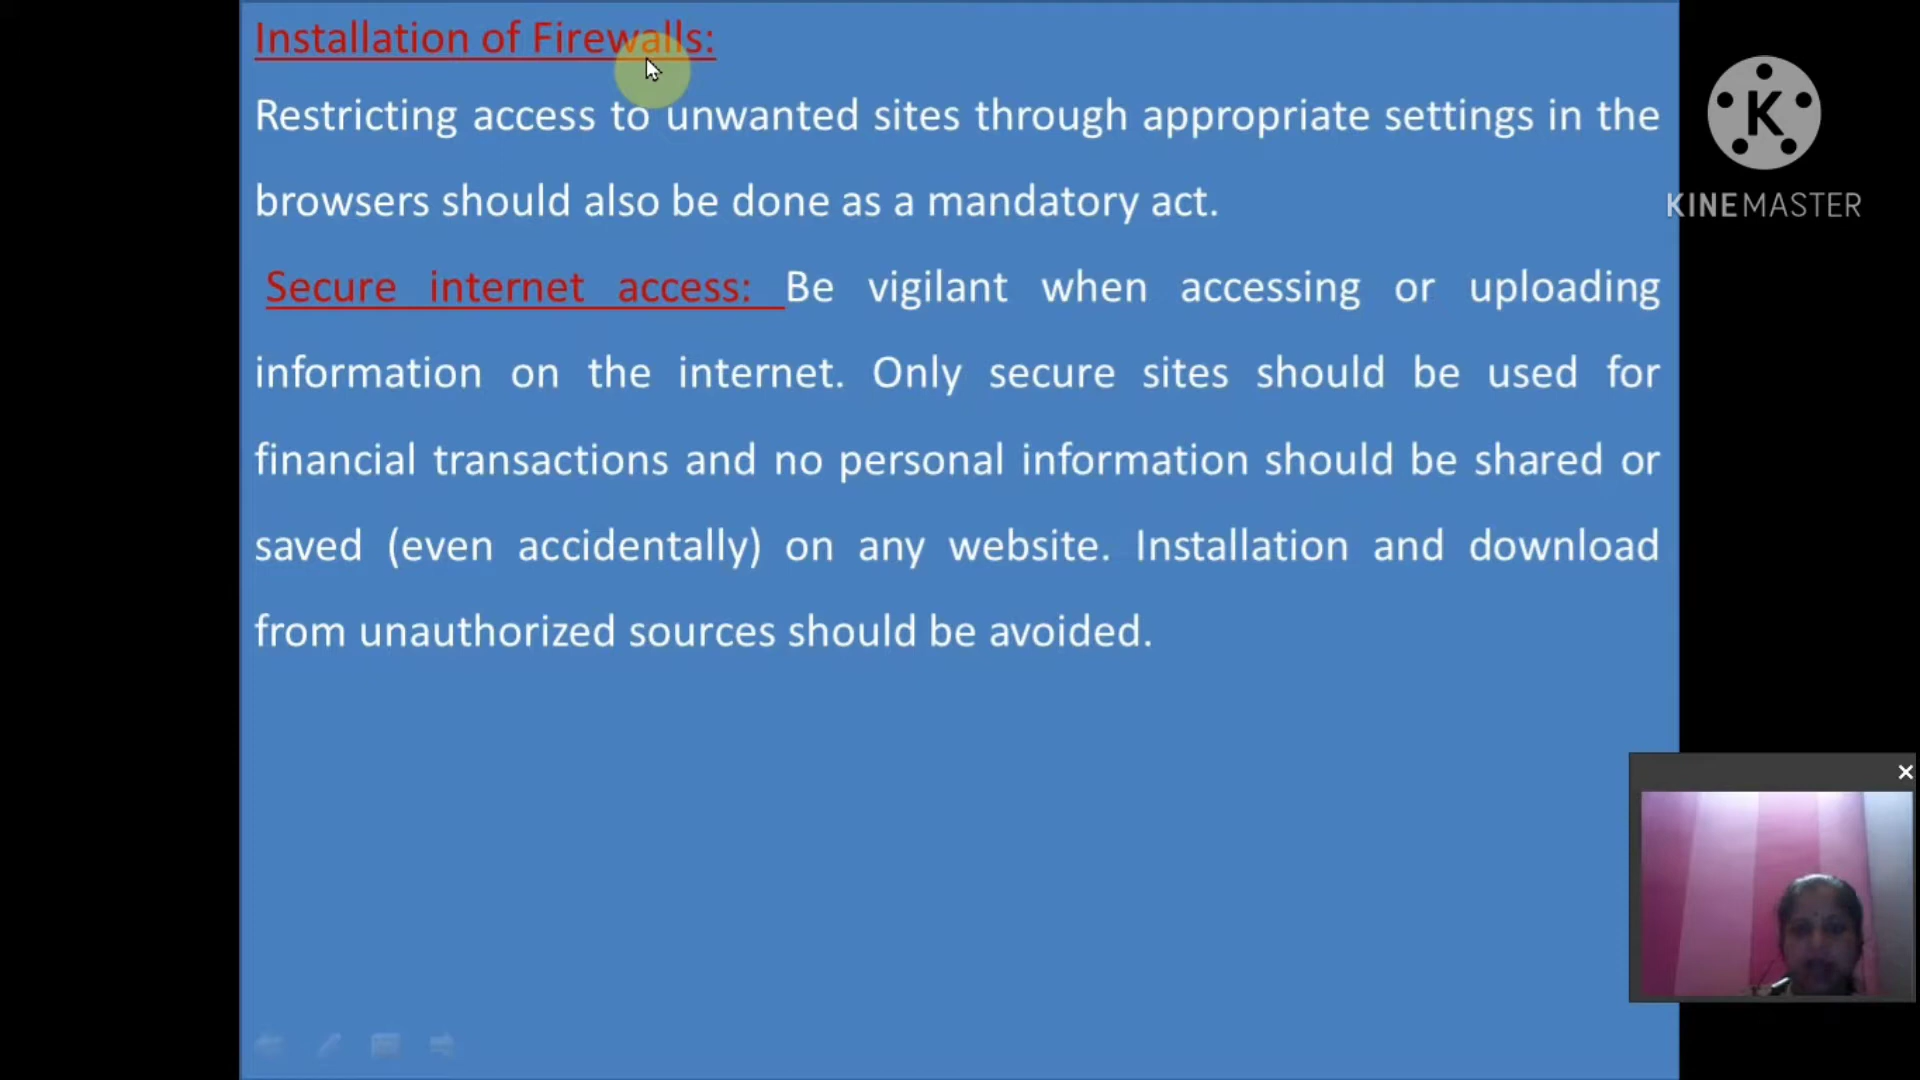 Installation of Firewalls:
Restricting access to unwanted sites through appropriate settings in the
browsers should also be done as a mandatory act.
Secure internet access: Be vigilant when accessing or uploading
information on the internet. Only secure sites should be used for
financial transactions and no personal information should be shared or
saved (even accidentally) on any website. Installation and download
from unauthorized sources should be avoided.
K
KINEMASTER